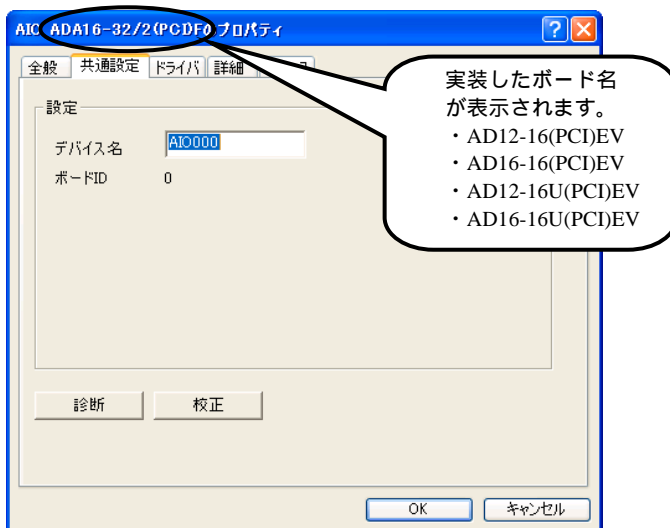 AIO ADA16-32/2(PCI)Fのプロパティ
全般
共通設定
ドライバ
詳細
設定
デバイス名
AIO000
ボードID
0
診断
校正
OK
キャンセル
実装したボード名
が表示されます。
・AD12-16(PCI)EV
・AD16-16(PCI)EV
・AD12-16U(PCI)EV
・AD16-16U(PCI)EV